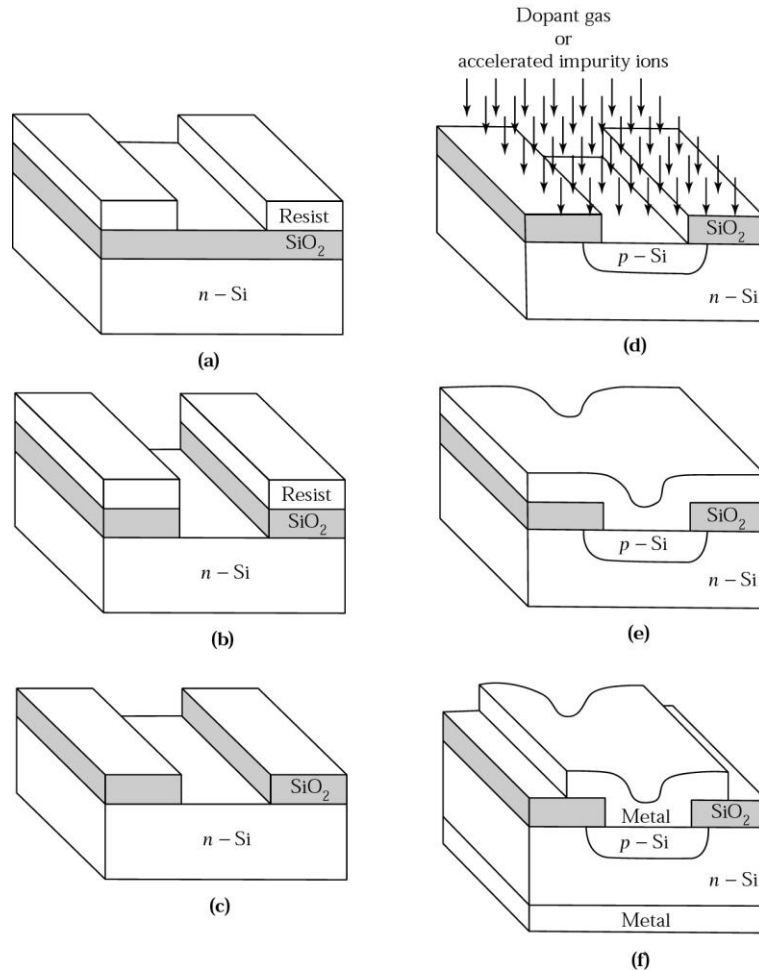 Resist
SiO₂
n – Si
(a)
Resist
SiO₂
n – Si
(b)
SiO₂
n – Si
(c)
Dopant gas
or
accelerated impurity ions
SiO₂
p – Si
n – Si
(d)
SiO₂
p – Si
n – Si
(e)
Metal
SiO₂
p – Si
n – Si
Metal
(f)